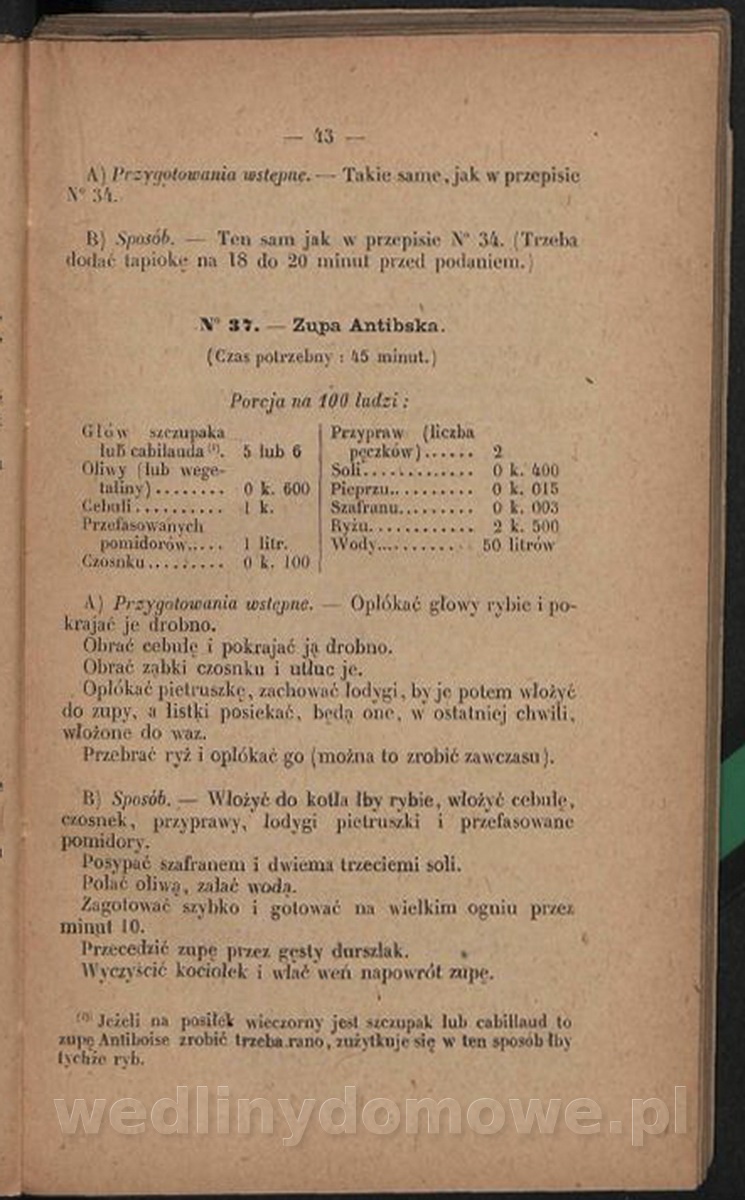 — 43 —
A) Przygotowania wstępne. — Takie same, jak w przepisie
N° 34.
B) Sposób. — Ten sam jak w przepisie N° 34. (Trzeba
dodać tapiokę na 18 do 20 minut przed podaniem.)
N° 37. — Zupa Antibska.
(Czas potrzebny : 45 minut.)
Porcja na 100 ludzi :
Głów szczupaka
lub cabilauda (1). 5 lub 6
Oliwy (lub wege-
taliny)........ 0 k. 600
Cebuli.......... 1 k.
Przefasowanych
pomidorów..... 1 litr.
Czosnku......... 0 k. 100
Przypraw (liczba
pęczków)...... 2
Soli............ 0 k. 400
Pieprzu.......... 0 k. 015
Szafranu......... 0 k. 003
Ryżu............ 2 k. 500
Wody.......... 50 litrów
A) Przygotowania wstępne. — Opłókać głowy rybie i po-
krajać je drobno.
Obrać cebulę i pokrajać ją drobno.
Obrać ząbki czosnku i utłuc je.
Opłókać pietruszkę, zachować łodygi, by je potem włożyć
do zupy, a listki posiekać, będą one, w ostatniej chwili,
włożone do waz.
Przebrać ryż i opłókać go (można to zrobić zawczasu).
B) Sposób. — Włożyć do kotła łby rybie, włożyć cebulę,
czosnek, przyprawy, łodygi pietruszki i przefasowane
pomidory.
Posypać szafranem i dwiema trzeciemi soli.
Polać oliwą, zalać wodą.
Zagotować szybko i gotować na wielkim ogniu przez
minut 10.
Przecedzić zupę przez gęsty durszlak.
Wyczyścić kociołek i wlać weń napowrót zupę.
(1) Jeżeli na posiłek wieczorny jest szczupak lub cabillaud to
zupę Antiboise zrobić trzeba rano, zużytkuje się w ten sposób łby
tychże ryb.
wedlinydomowe.pl